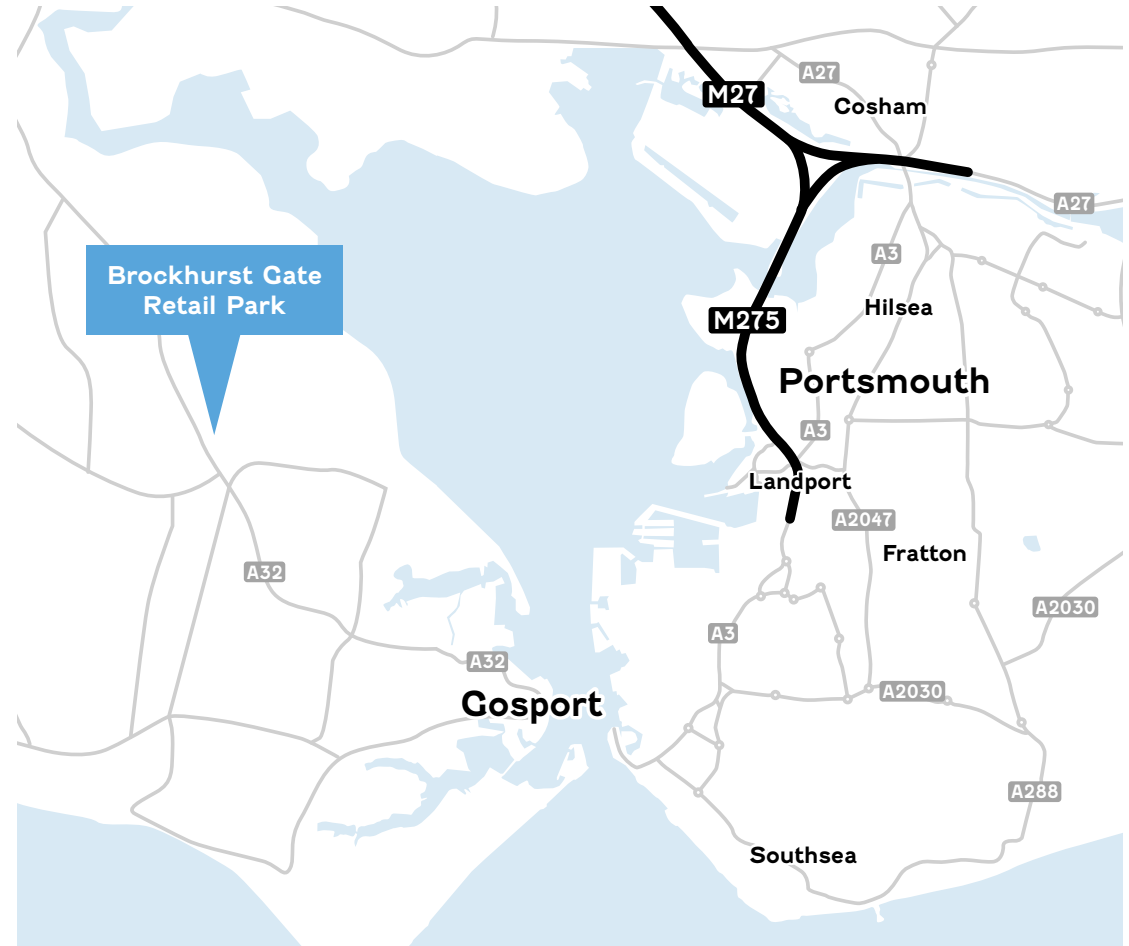 A27
M27
Cosham
A27
A3
Brockhurst Gate
Retail Park
Hilsea
M275
Portsmouth
A3
Landport
A2047
Fratton
A32
A2030
A3
A32
A2030
Gosport
A288
Southsea